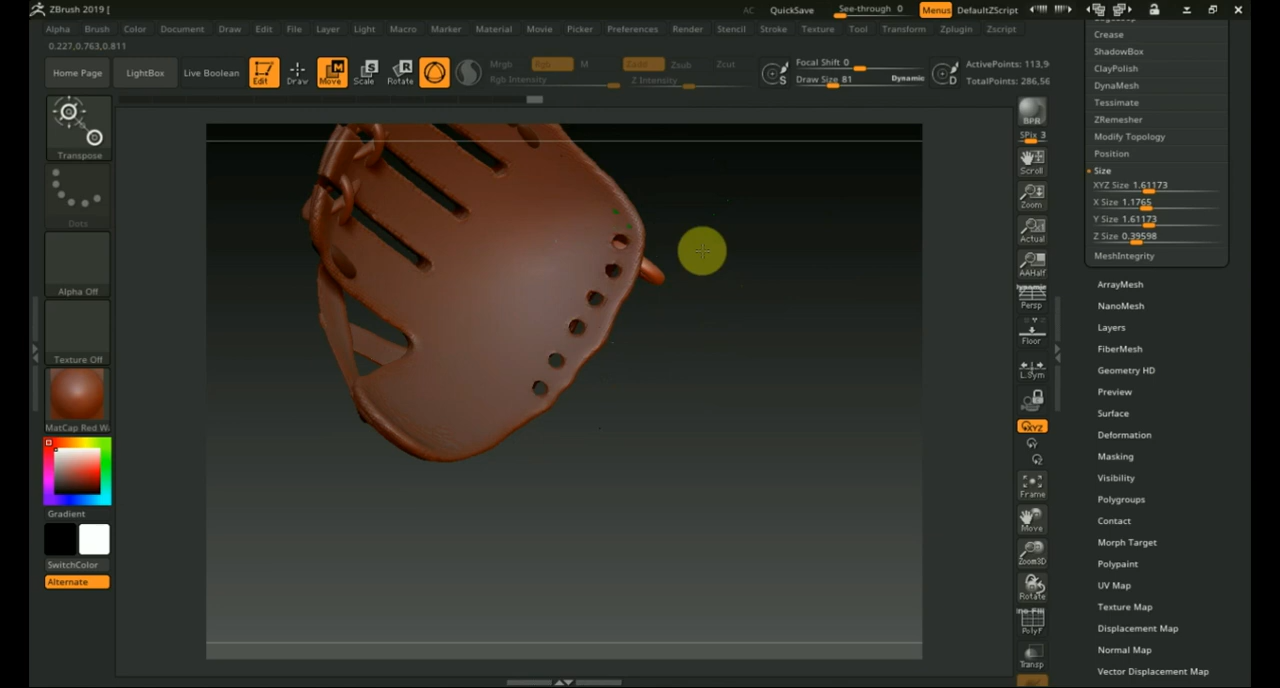 ZBrush 2019 [
AC QuickSave See-through 0 Menus DefaultZScript
Alpha Brush Color Document Draw Edit File Layer Light Macro Marker Material Movie Picker Preferences Render Stencil Stroke Texture Tool Transform Zplugin Zscript
0.227,0.763,0.811
Home Page LightBox Live Boolean Edit Draw Move Scale Rotate
Mrgb Rgb M Zadd Zsub Zcut
Rgb Intensity Z Intensity
Focal Shift 0
Draw Size 81 Dynamic
S
D
ActivePoints: 113,9
TotalPoints: 286,56
Transpose
Dots
Alpha Off
Texture Off
MatCap Red W
Gradient
SwitchColor
Alternate
BPR
SPix 3
Scroll
Zoom
Actual
AAHalf
Dynamic
Persp
Floor
L.Sym
XYZ
Frame
Move
Zoom3D
Rotate
Line Fill
PolyF
Transp
Crease
ShadowBox
ClayPolish
DynaMesh
Tessimate
ZRemesher
Modify Topology
Position
Size
XYZ Size 1.61173
X Size 1.1765
Y Size 1.61173
Z Size 0.39598
MeshIntegrity
ArrayMesh
NanoMesh
Layers
FiberMesh
Geometry HD
Preview
Surface
Deformation
Masking
Visibility
Polygroups
Contact
Morph Target
Polypaint
UV Map
Texture Map
Displacement Map
Normal Map
Vector Displacement Map